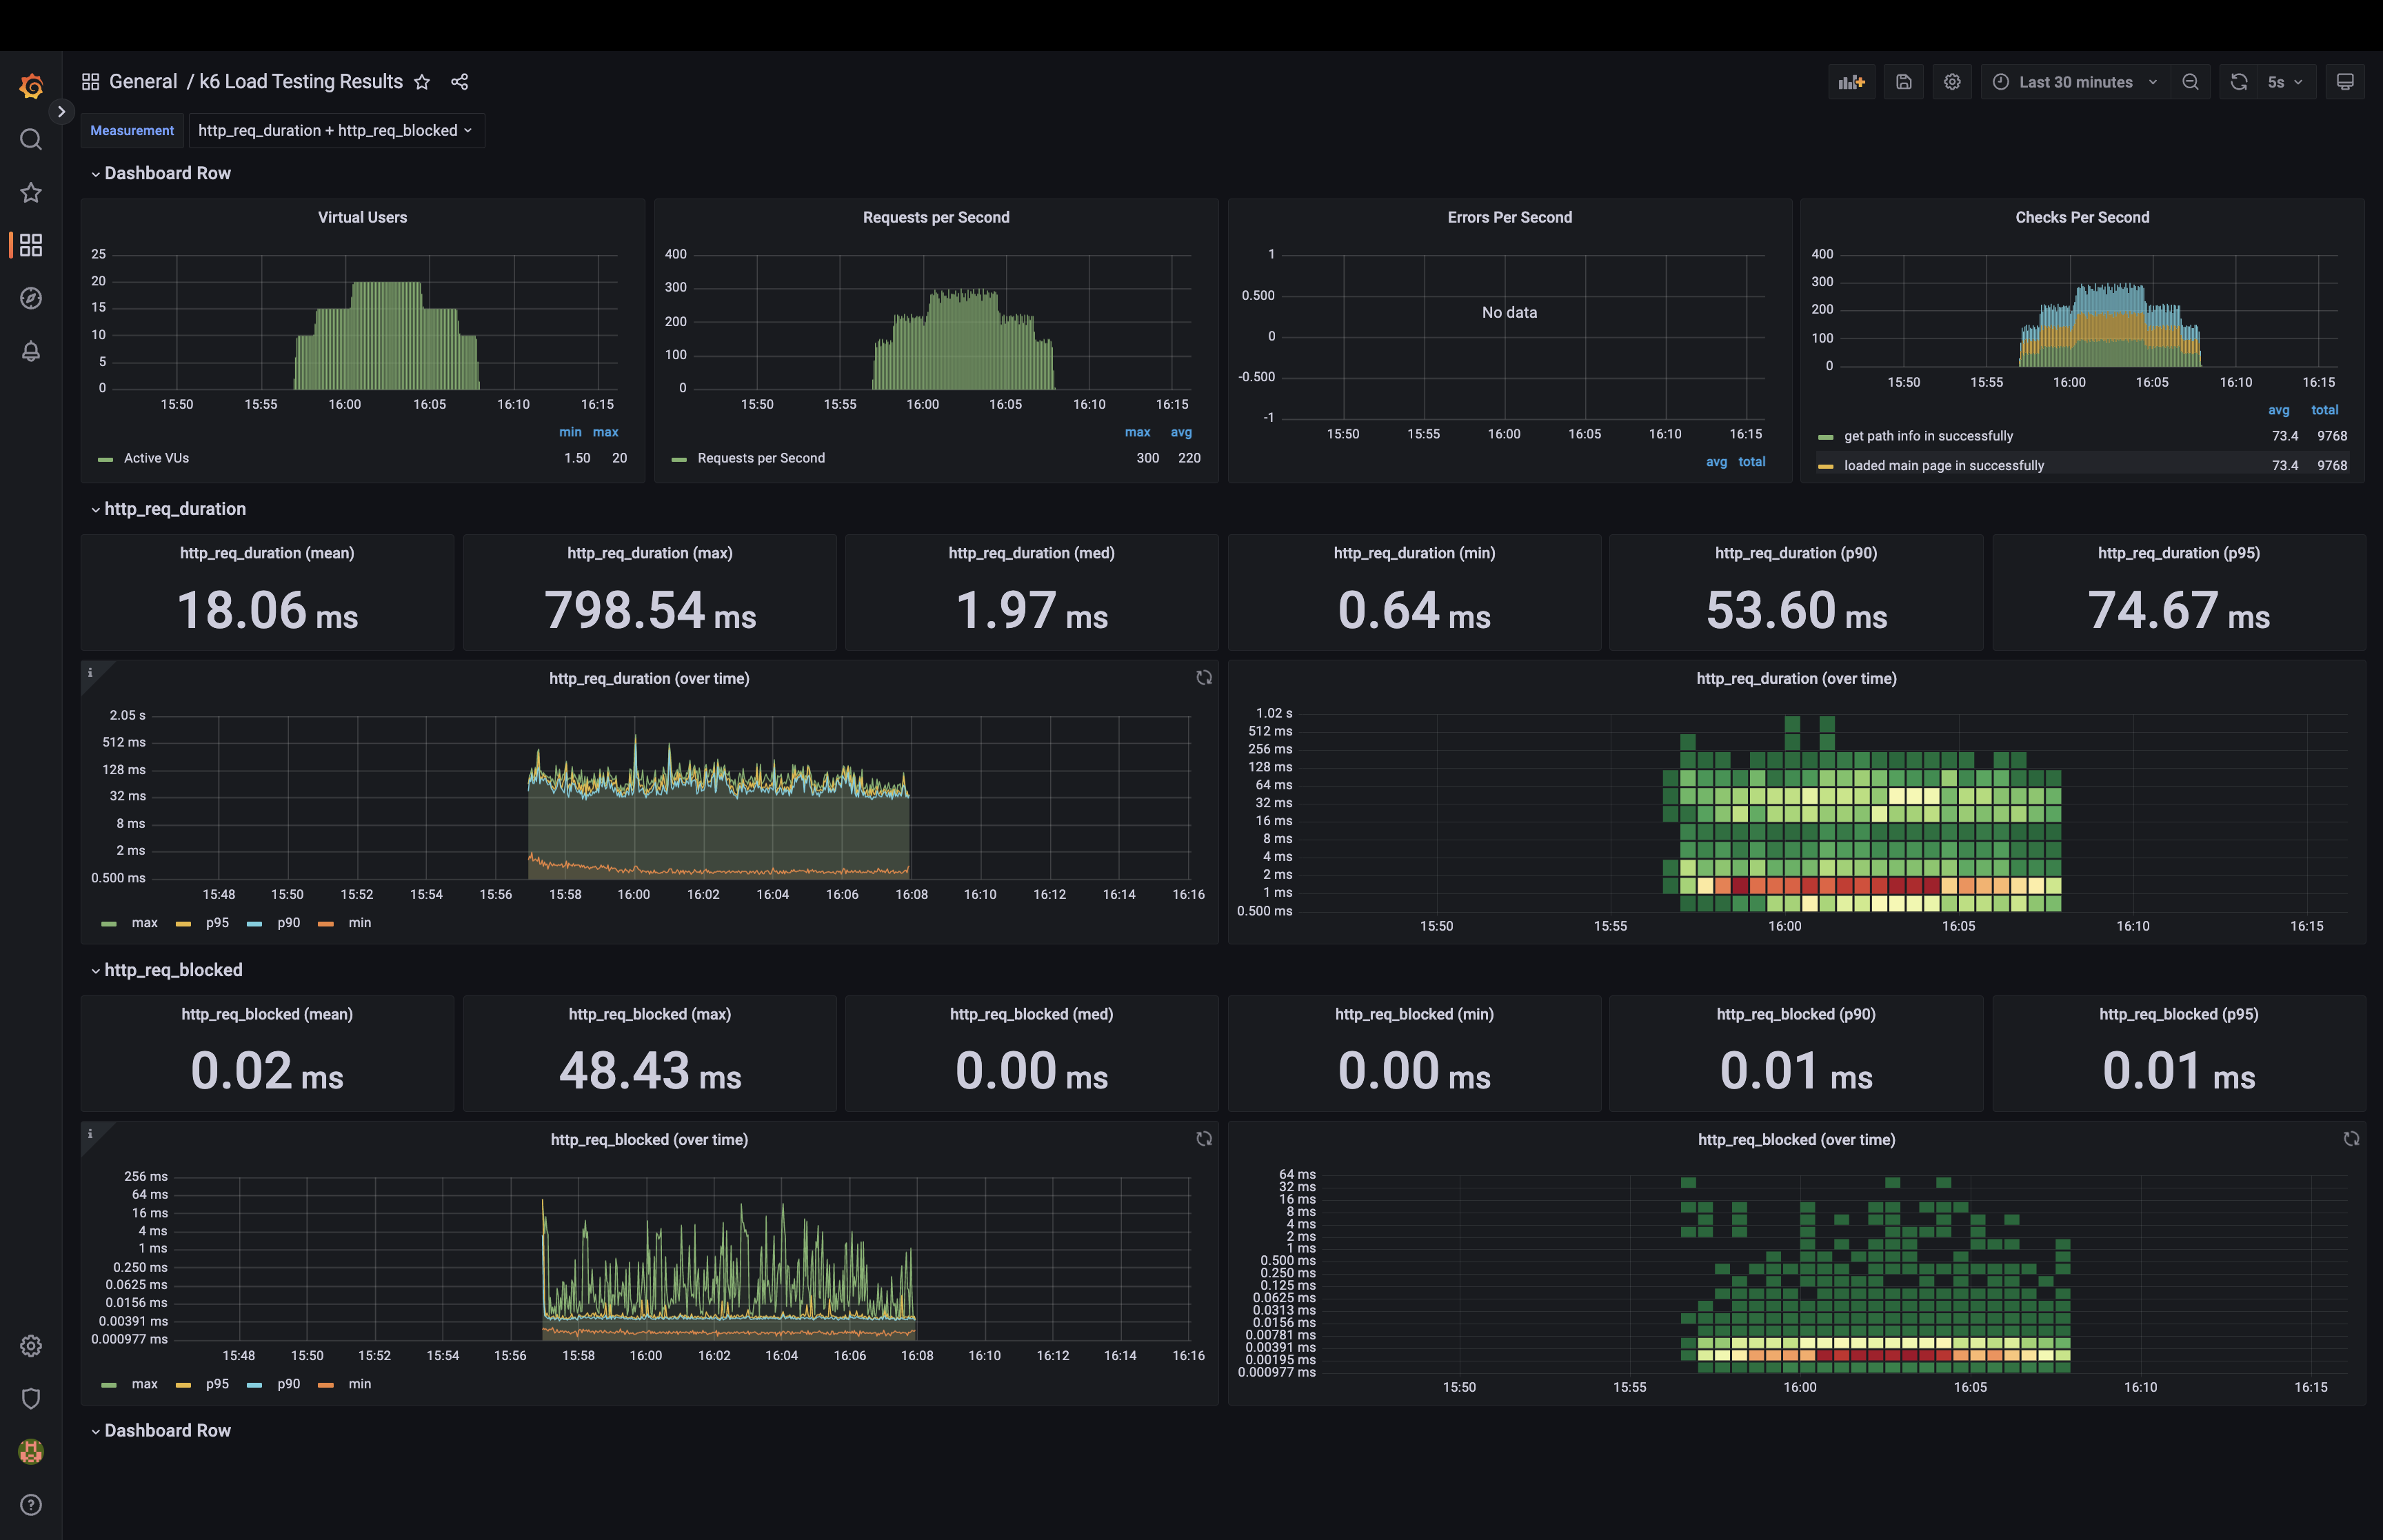 General / k6 Load Testing Results
Last 30 minutes
5s
Measurement
http_req_duration + http_req_blocked
Dashboard Row
Virtual Users
25
20
15
10
5
0
15:50 15:55 16:00 16:05 16:10 16:15
min max
Active VUs 1.50 20
Requests per Second
400
300
200
100
0
15:50 15:55 16:00 16:05 16:10 16:15
max avg
Requests per Second 300 220
Errors Per Second
1
0.500
0
-0.500
-1
No data
15:50 15:55 16:00 16:05 16:10 16:15
avg total
Checks Per Second
400
300
200
100
0
15:50 15:55 16:00 16:05 16:10 16:15
avg total
get path info in successfully 73.4 9768
loaded main page in successfully 73.4 9768
http_req_duration
http_req_duration (mean)
18.06 ms
http_req_duration (max)
798.54 ms
http_req_duration (med)
1.97 ms
http_req_duration (min)
0.64 ms
http_req_duration (p90)
53.60 ms
http_req_duration (p95)
74.67 ms
i
http_req_duration (over time)
2.05 s
512 ms
128 ms
32 ms
8 ms
2 ms
0.500 ms
15:48 15:50 15:52 15:54 15:56 15:58 16:00 16:02 16:04 16:06 16:08 16:10 16:12 16:14 16:16
max p95 p90 min
http_req_duration (over time)
1.02 s
512 ms
256 ms
128 ms
64 ms
32 ms
16 ms
8 ms
4 ms
2 ms
1 ms
0.500 ms
15:50 15:55 16:00 16:05 16:10 16:15
http_req_blocked
http_req_blocked (mean)
0.02 ms
http_req_blocked (max)
48.43 ms
http_req_blocked (med)
0.00 ms
http_req_blocked (min)
0.00 ms
http_req_blocked (p90)
0.01 ms
http_req_blocked (p95)
0.01 ms
i
http_req_blocked (over time)
256 ms
64 ms
16 ms
4 ms
1 ms
0.250 ms
0.0625 ms
0.0156 ms
0.00391 ms
0.000977 ms
15:48 15:50 15:52 15:54 15:56 15:58 16:00 16:02 16:04 16:06 16:08 16:10 16:12 16:14 16:16
max p95 p90 min
http_req_blocked (over time)
64 ms
32 ms
16 ms
8 ms
4 ms
2 ms
1 ms
0.500 ms
0.250 ms
0.125 ms
0.0625 ms
0.0313 ms
0.0156 ms
0.00781 ms
0.00391 ms
0.00195 ms
0.000977 ms
15:50 15:55 16:00 16:05 16:10 16:15
Dashboard Row